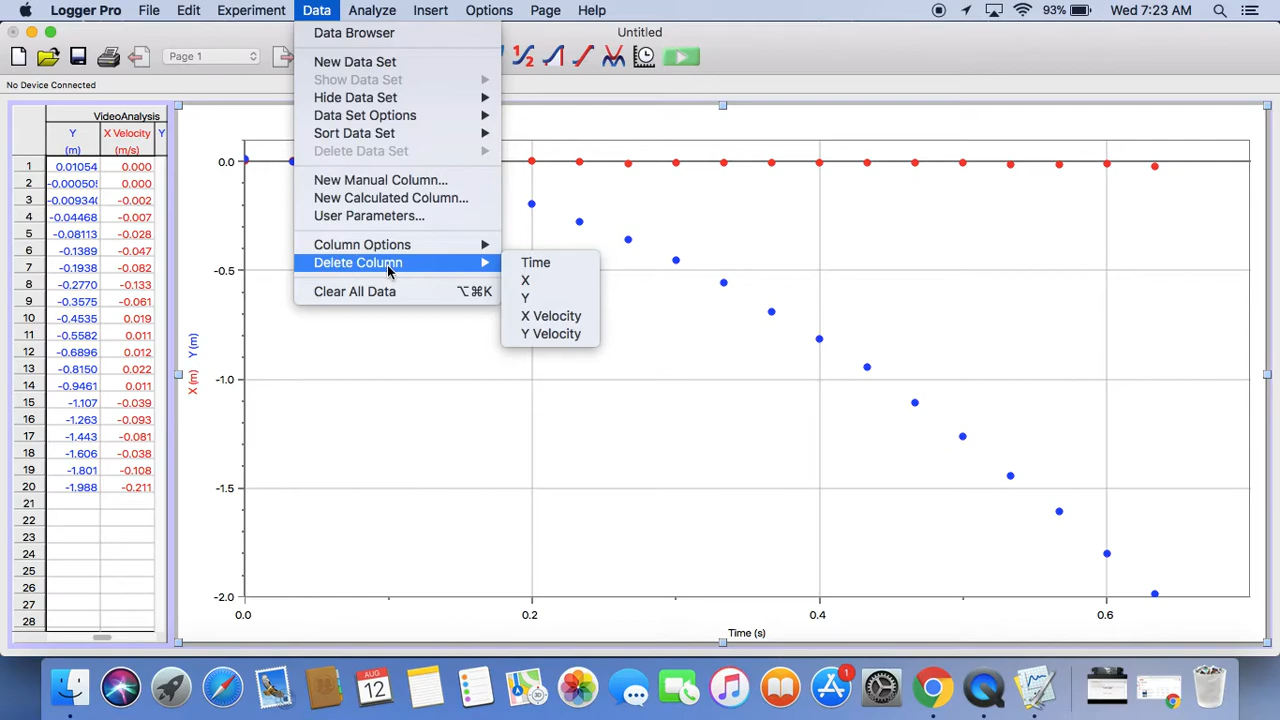 Logger Pro File Edit Experiment Data Analyze Insert Options Page Help 93% Wed 7:23 AM
Untitled
Page 1
No Device Connected
Data Browser
New Data Set
Show Data Set
Hide Data Set
Data Set Options
Sort Data Set
Delete Data Set
New Manual Column...
New Calculated Column...
User Parameters...
Column Options
Delete Column
Clear All Data ⌥⌘K
Time
X
Y
X Velocity
Y Velocity
VideoAnalysis
Y X Velocity Y
(m) (m/s)
1 0.01054 0.000
2 -0.000505 0.000
3 -0.009340 -0.002
4 -0.04468 -0.007
5 -0.08113 -0.028
6 -0.1389 -0.047
7 -0.1938 -0.082
8 -0.2770 -0.133
9 -0.3575 -0.061
10 -0.4535 0.019
11 -0.5582 0.011
12 -0.6896 0.012
13 -0.8150 0.022
14 -0.9461 0.011
15 -1.107 -0.039
16 -1.263 -0.093
17 -1.443 -0.081
18 -1.606 -0.038
19 -1.801 -0.108
20 -1.988 -0.211
21
22
23
24
25
26
27
28
X (m) Y (m)
0.0
-0.5
-1.0
-1.5
-2.0
0.0 0.2 0.4 0.6
Time (s)
AUG
12
1